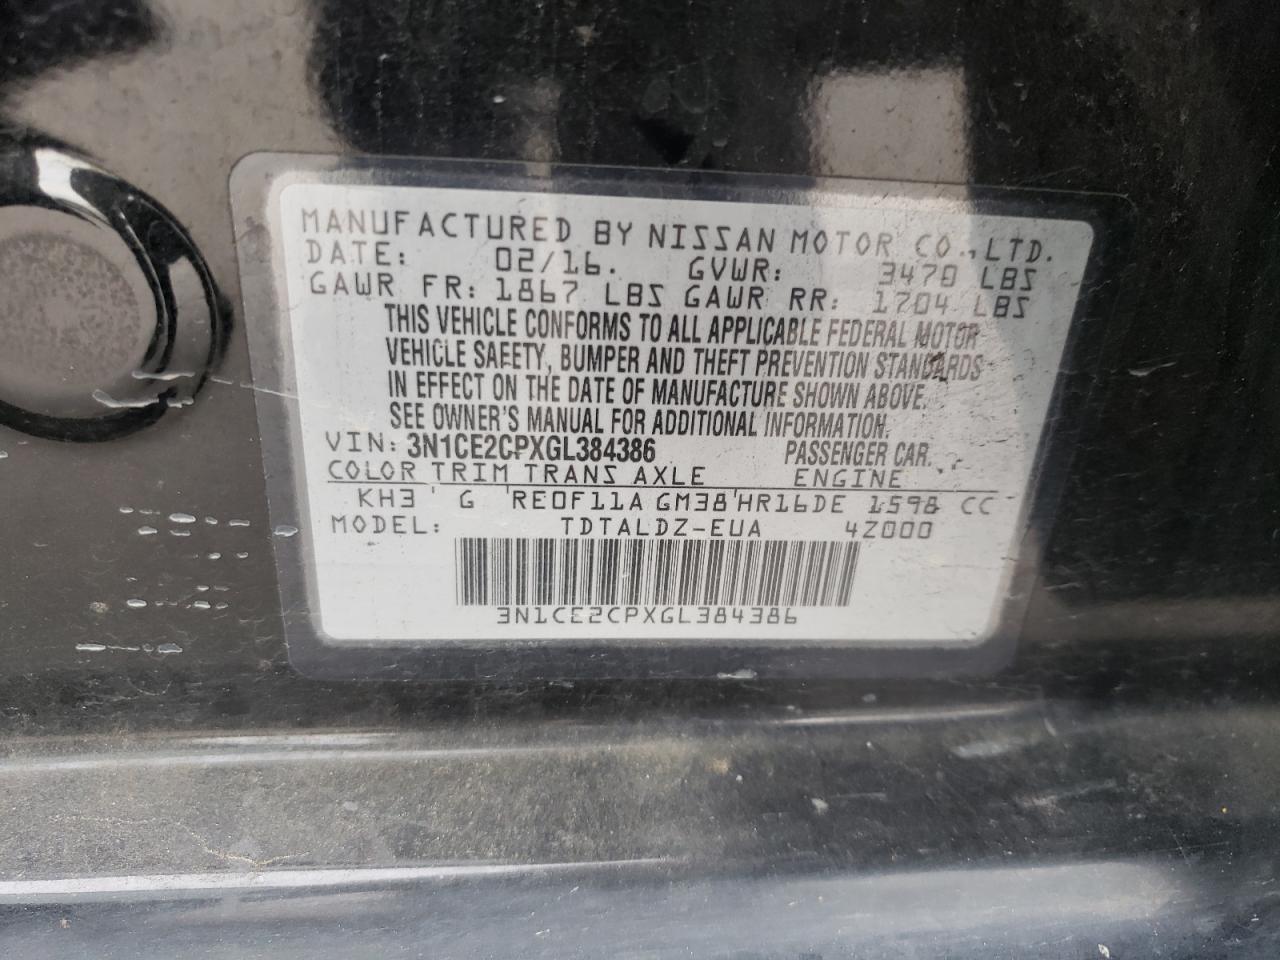 MANUFACTURED BY NISSAN MOTOR CO., LTD.
DATE: 02/16. GVWR: 3470 LBS
GAWR FR: 1867 LBS GAWR RR: 1704 LBS
THIS VEHICLE CONFORMS TO ALL APPLICABLE FEDERAL MOTOR
VEHICLE SAFETY, BUMPER AND THEFT PREVENTION STANDARDS
IN EFFECT ON THE DATE OF MANUFACTURE SHOWN ABOVE.
SEE OWNER'S MANUAL FOR ADDITIONAL INFORMATION.
VIN: 3N1CE2CPXGL384386 PASSENGER CAR.
COLOR TRIM TRANS AXLE ENGINE
KH3 ' G 'RE0F11A GM38'HR16DE 1598 CC
MODEL: TDTALDZ-EUA 4Z000
3N1CE2CPXGL384386